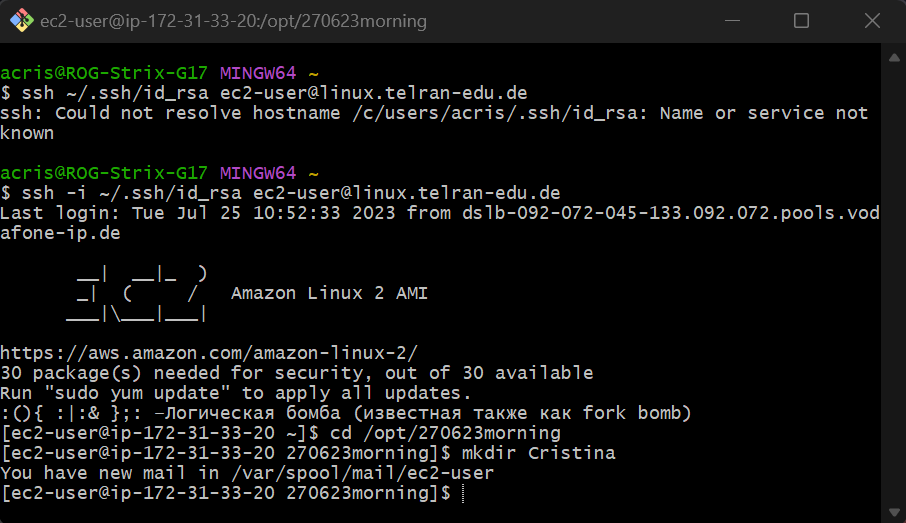 ec2-user@ip-172-31-33-20:/opt/270623morning
acris@ROG-Strix-G17 MINGW64 ~
$ ssh ~/.ssh/id_rsa ec2-user@linux.telran-edu.de
ssh: Could not resolve hostname /c/users/acris/.ssh/id_rsa: Name or service not
known
acris@ROG-Strix-G17 MINGW64 ~
$ ssh -i ~/.ssh/id_rsa ec2-user@linux.telran-edu.de
Last login: Tue Jul 25 10:52:33 2023 from dslb-092-072-045-133.092.072.pools.vod
afone-ip.de
       __|  __|_  )
       _|  (     /   Amazon Linux 2 AMI
      ___|\___|___|
https://aws.amazon.com/amazon-linux-2/
30 package(s) needed for security, out of 30 available
Run "sudo yum update" to apply all updates.
:(){ :|:& };: –Логическая бомба (известная также как fork bomb)
[ec2-user@ip-172-31-33-20 ~]$ cd /opt/270623morning
[ec2-user@ip-172-31-33-20 270623morning]$ mkdir Cristina
You have new mail in /var/spool/mail/ec2-user
[ec2-user@ip-172-31-33-20 270623morning]$